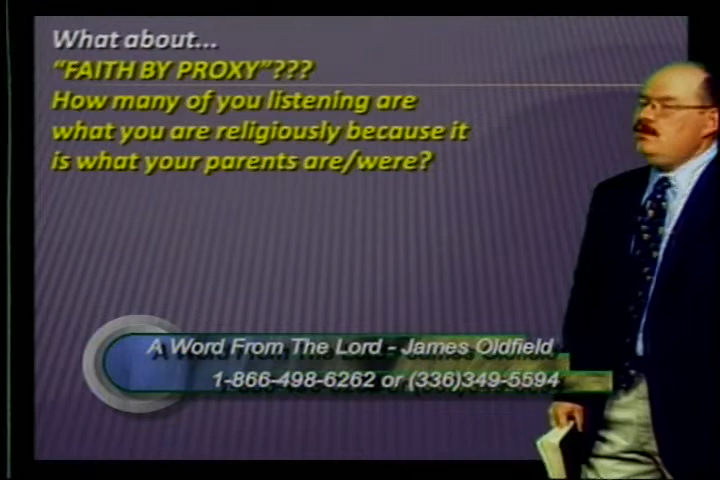 What about...
"FAITH BY PROXY"???
How many of you listening are
what you are religiously because it
is what your parents are/were?
A Word From The Lord - James Oldfield
1-866-498-6262 or (336)349-5594